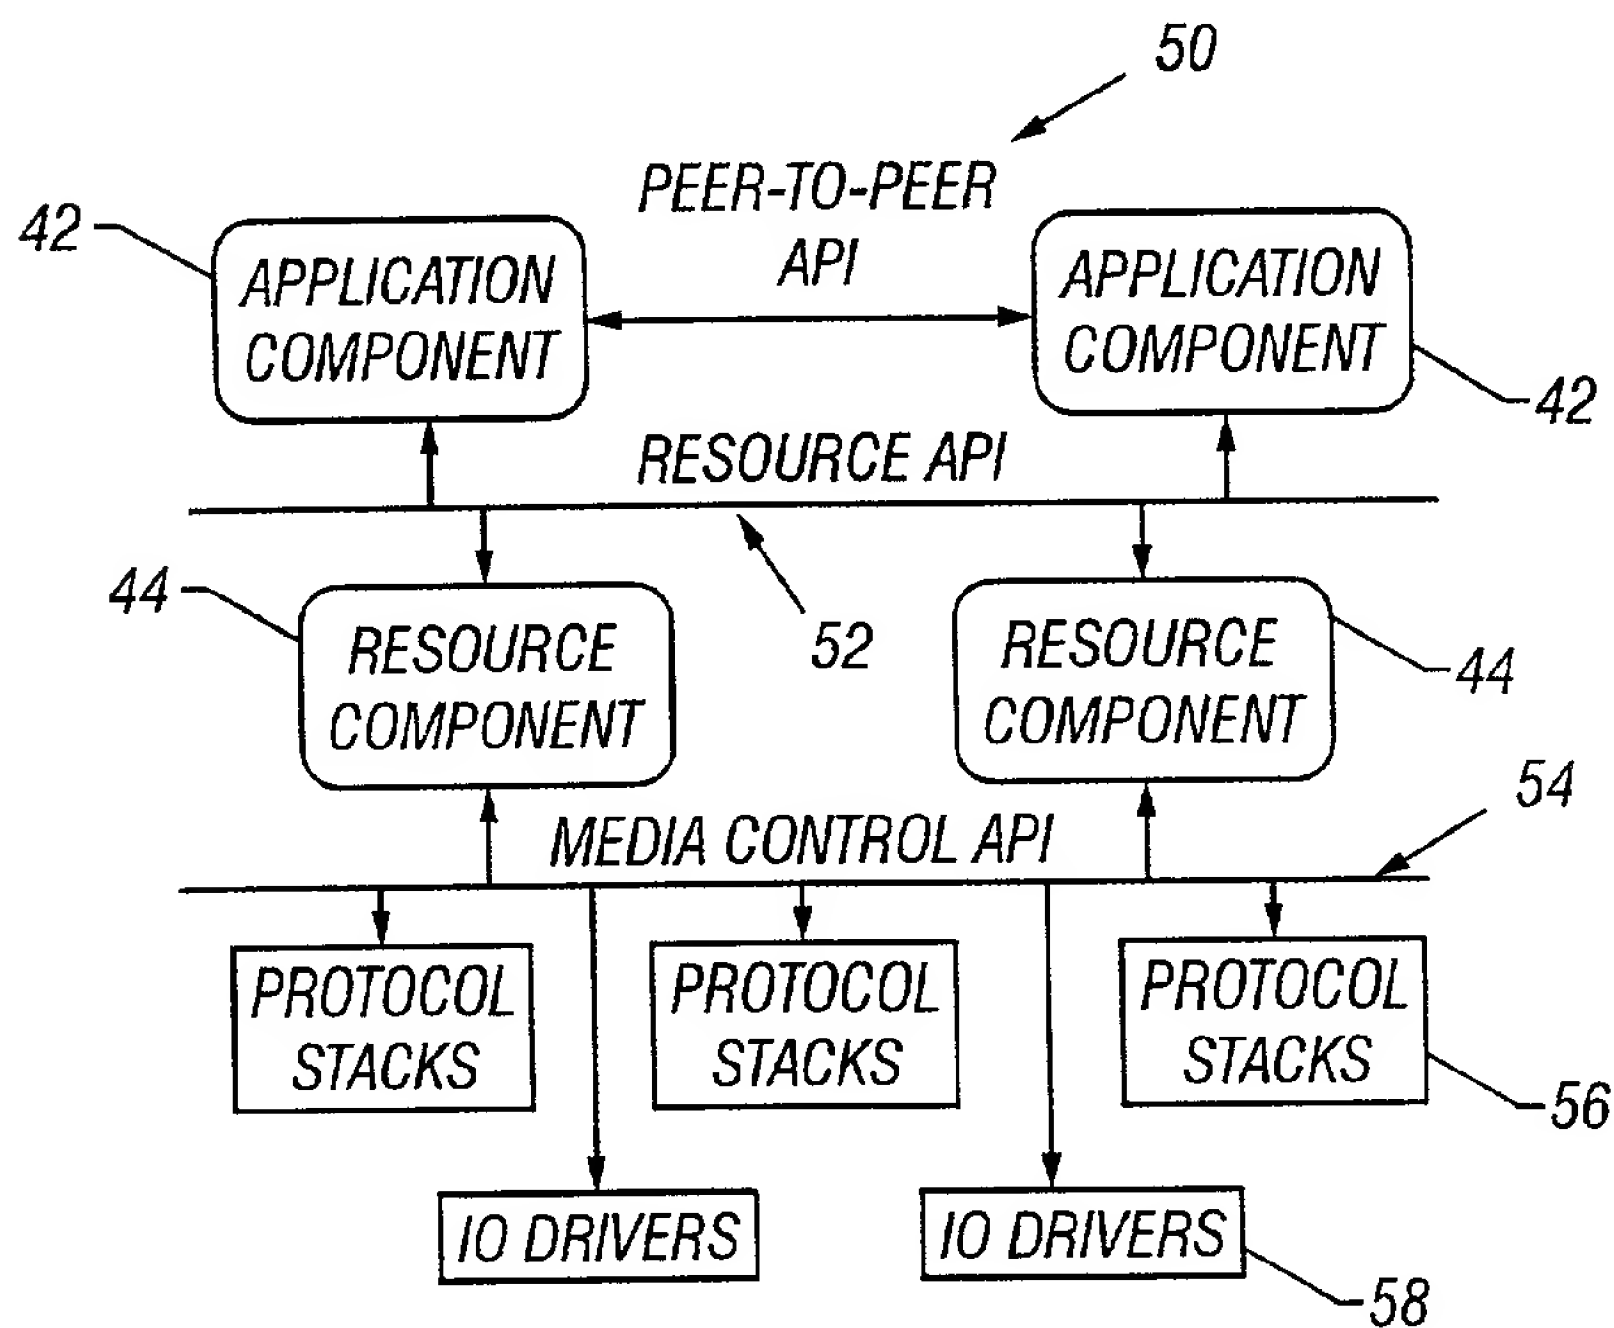 50
PEER-TO-PEER
API
42
APPLICATION
COMPONENT
APPLICATION
COMPONENT
42
RESOURCE API
52
44
RESOURCE
COMPONENT
RESOURCE
COMPONENT
44
54
MEDIA CONTROL API
PROTOCOL
STACKS
PROTOCOL
STACKS
PROTOCOL
STACKS
56
IO DRIVERS
IO DRIVERS
58